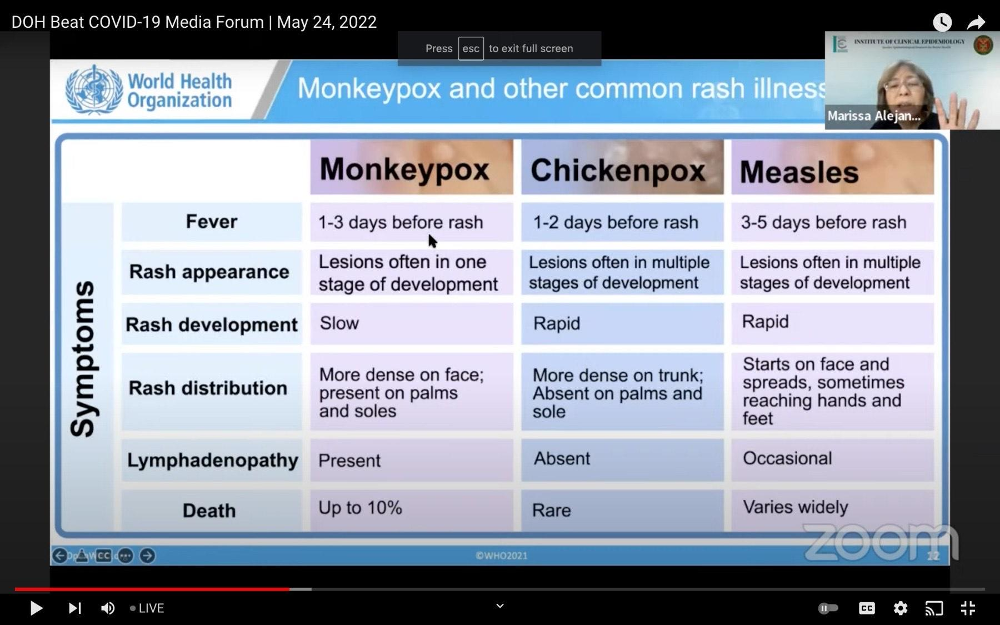 DOH Beat COVID-19 Media Forum | May 24, 2022
Press esc to exit full screen
INSTITUTE OF CLINICAL EPIDEMIOLOGY
Marissa Alejan...
World Health
Organization
Monkeypox and other common rash illness
Monkeypox
Chickenpox
Measles
Symptoms
Fever
1-3 days before rash
1-2 days before rash
3-5 days before rash
Rash appearance
Lesions often in one
stage of development
Lesions often in multiple
stages of development
Lesions often in multiple
stages of development
Rash development
Slow
Rapid
Rapid
Rash distribution
More dense on face;
present on palms
and soles
More dense on trunk;
Absent on palms and
sole
Starts on face and
spreads, sometimes
reaching hands and
feet
Lymphadenopathy
Present
Absent
Occasional
Death
Up to 10%
Rare
Varies widely
zoom
©WHO2021
12
CC
LIVE
CC